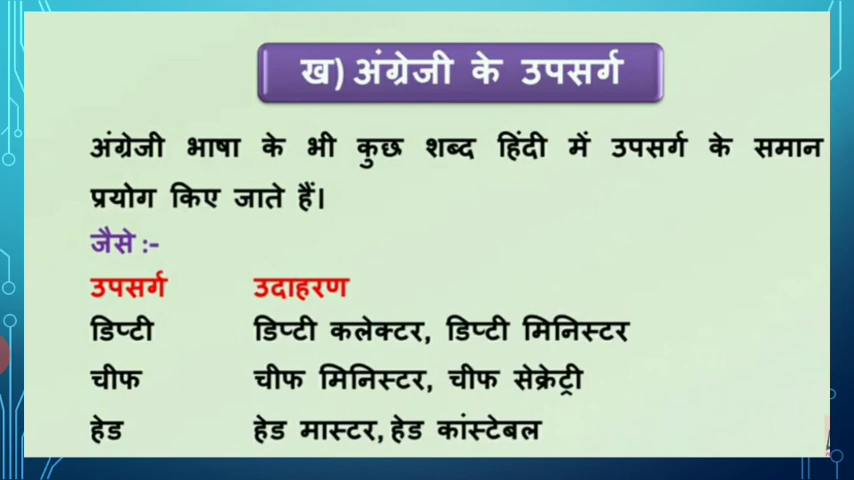 ख) अंग्रेजी के उपसर्ग
अंग्रेजी भाषा के भी कुछ शब्द हिंदी में उपसर्ग के समान
प्रयोग किए जाते हैं।
जैसे :-
उपसर्ग उदाहरण
डिप्टी डिप्टी कलेक्टर, डिप्टी मिनिस्टर
चीफ चीफ मिनिस्टर, चीफ सेक्रेट्री
हेड हेड मास्टर, हेड कांस्टेबल